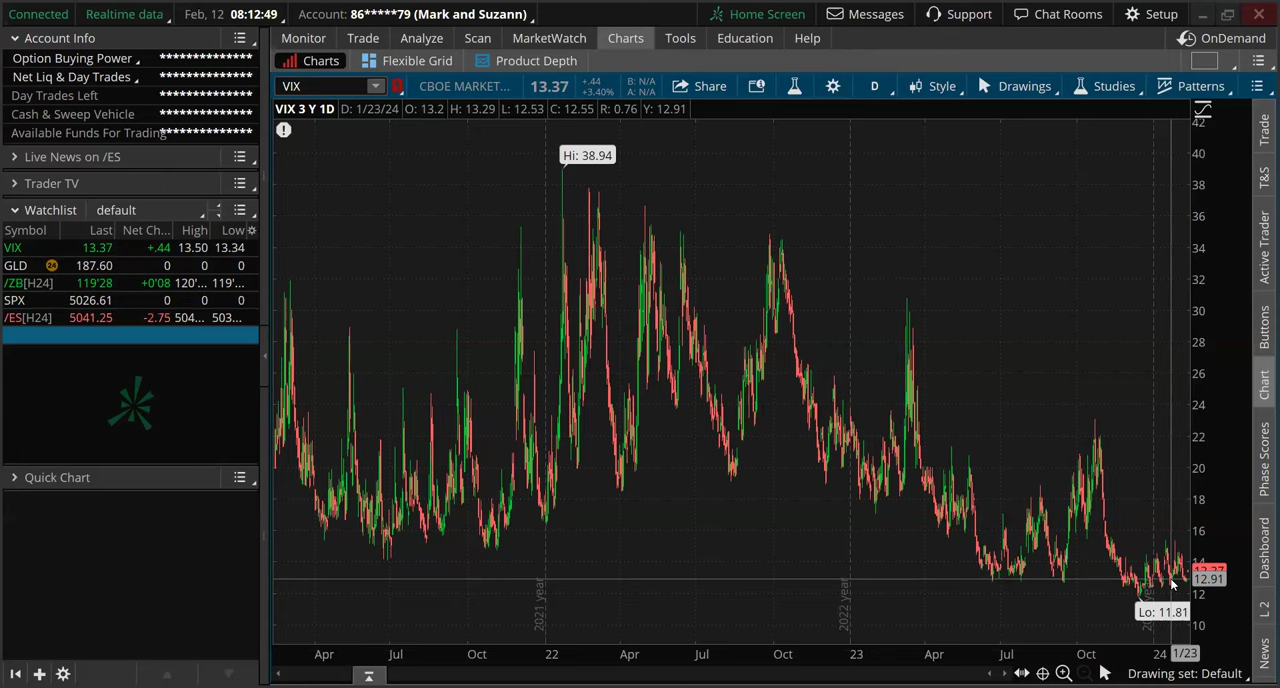 Connected Realtime data Feb, 12 08:12:49 Account: 86*****79 (Mark and Suzann) Home Screen Messages Support Chat Rooms Setup
Account Info
Option Buying Power ***************
Net Liq & Day Trades ***************
Day Trades Left ***************
Cash & Sweep Vehicle ***************
Available Funds For Trading ***************
Live News on /ES
Trader TV
Watchlist default
Symbol Last Net Ch... High Low
VIX 13.37 +.44 13.50 13.34
GLD 24 187.60 0 0 0
/ZB[H24] 119'28 +0'08 120'... 119'...
SPX 5026.61 0 0 0
/ES[H24] 5041.25 -2.75 504... 503...
Quick Chart
Monitor Trade Analyze Scan MarketWatch Charts Tools Education Help OnDemand
Charts Flexible Grid Product Depth
VIX CBOE MARKET... 13.37 +.44 +3.40% B: N/A A: N/A Share D Style Drawings Studies Patterns
VIX 3 Y 1D D: 1/23/24 O: 13.2 H: 13.29 L: 12.53 C: 12.55 R: 0.76 Y: 12.91
Hi: 38.94
Lo: 11.81
42
40
38
36
34
32
30
28
26
24
22
20
18
16
14
12.91
12
10
2021 year
2022 year
Apr Jul Oct 22 Apr Jul Oct 23 Apr Jul Oct 24 1/23
Drawing set: Default
Trade
T&S
Active Trader
Buttons
Chart
Phase Scores
Dashboard
L 2
News